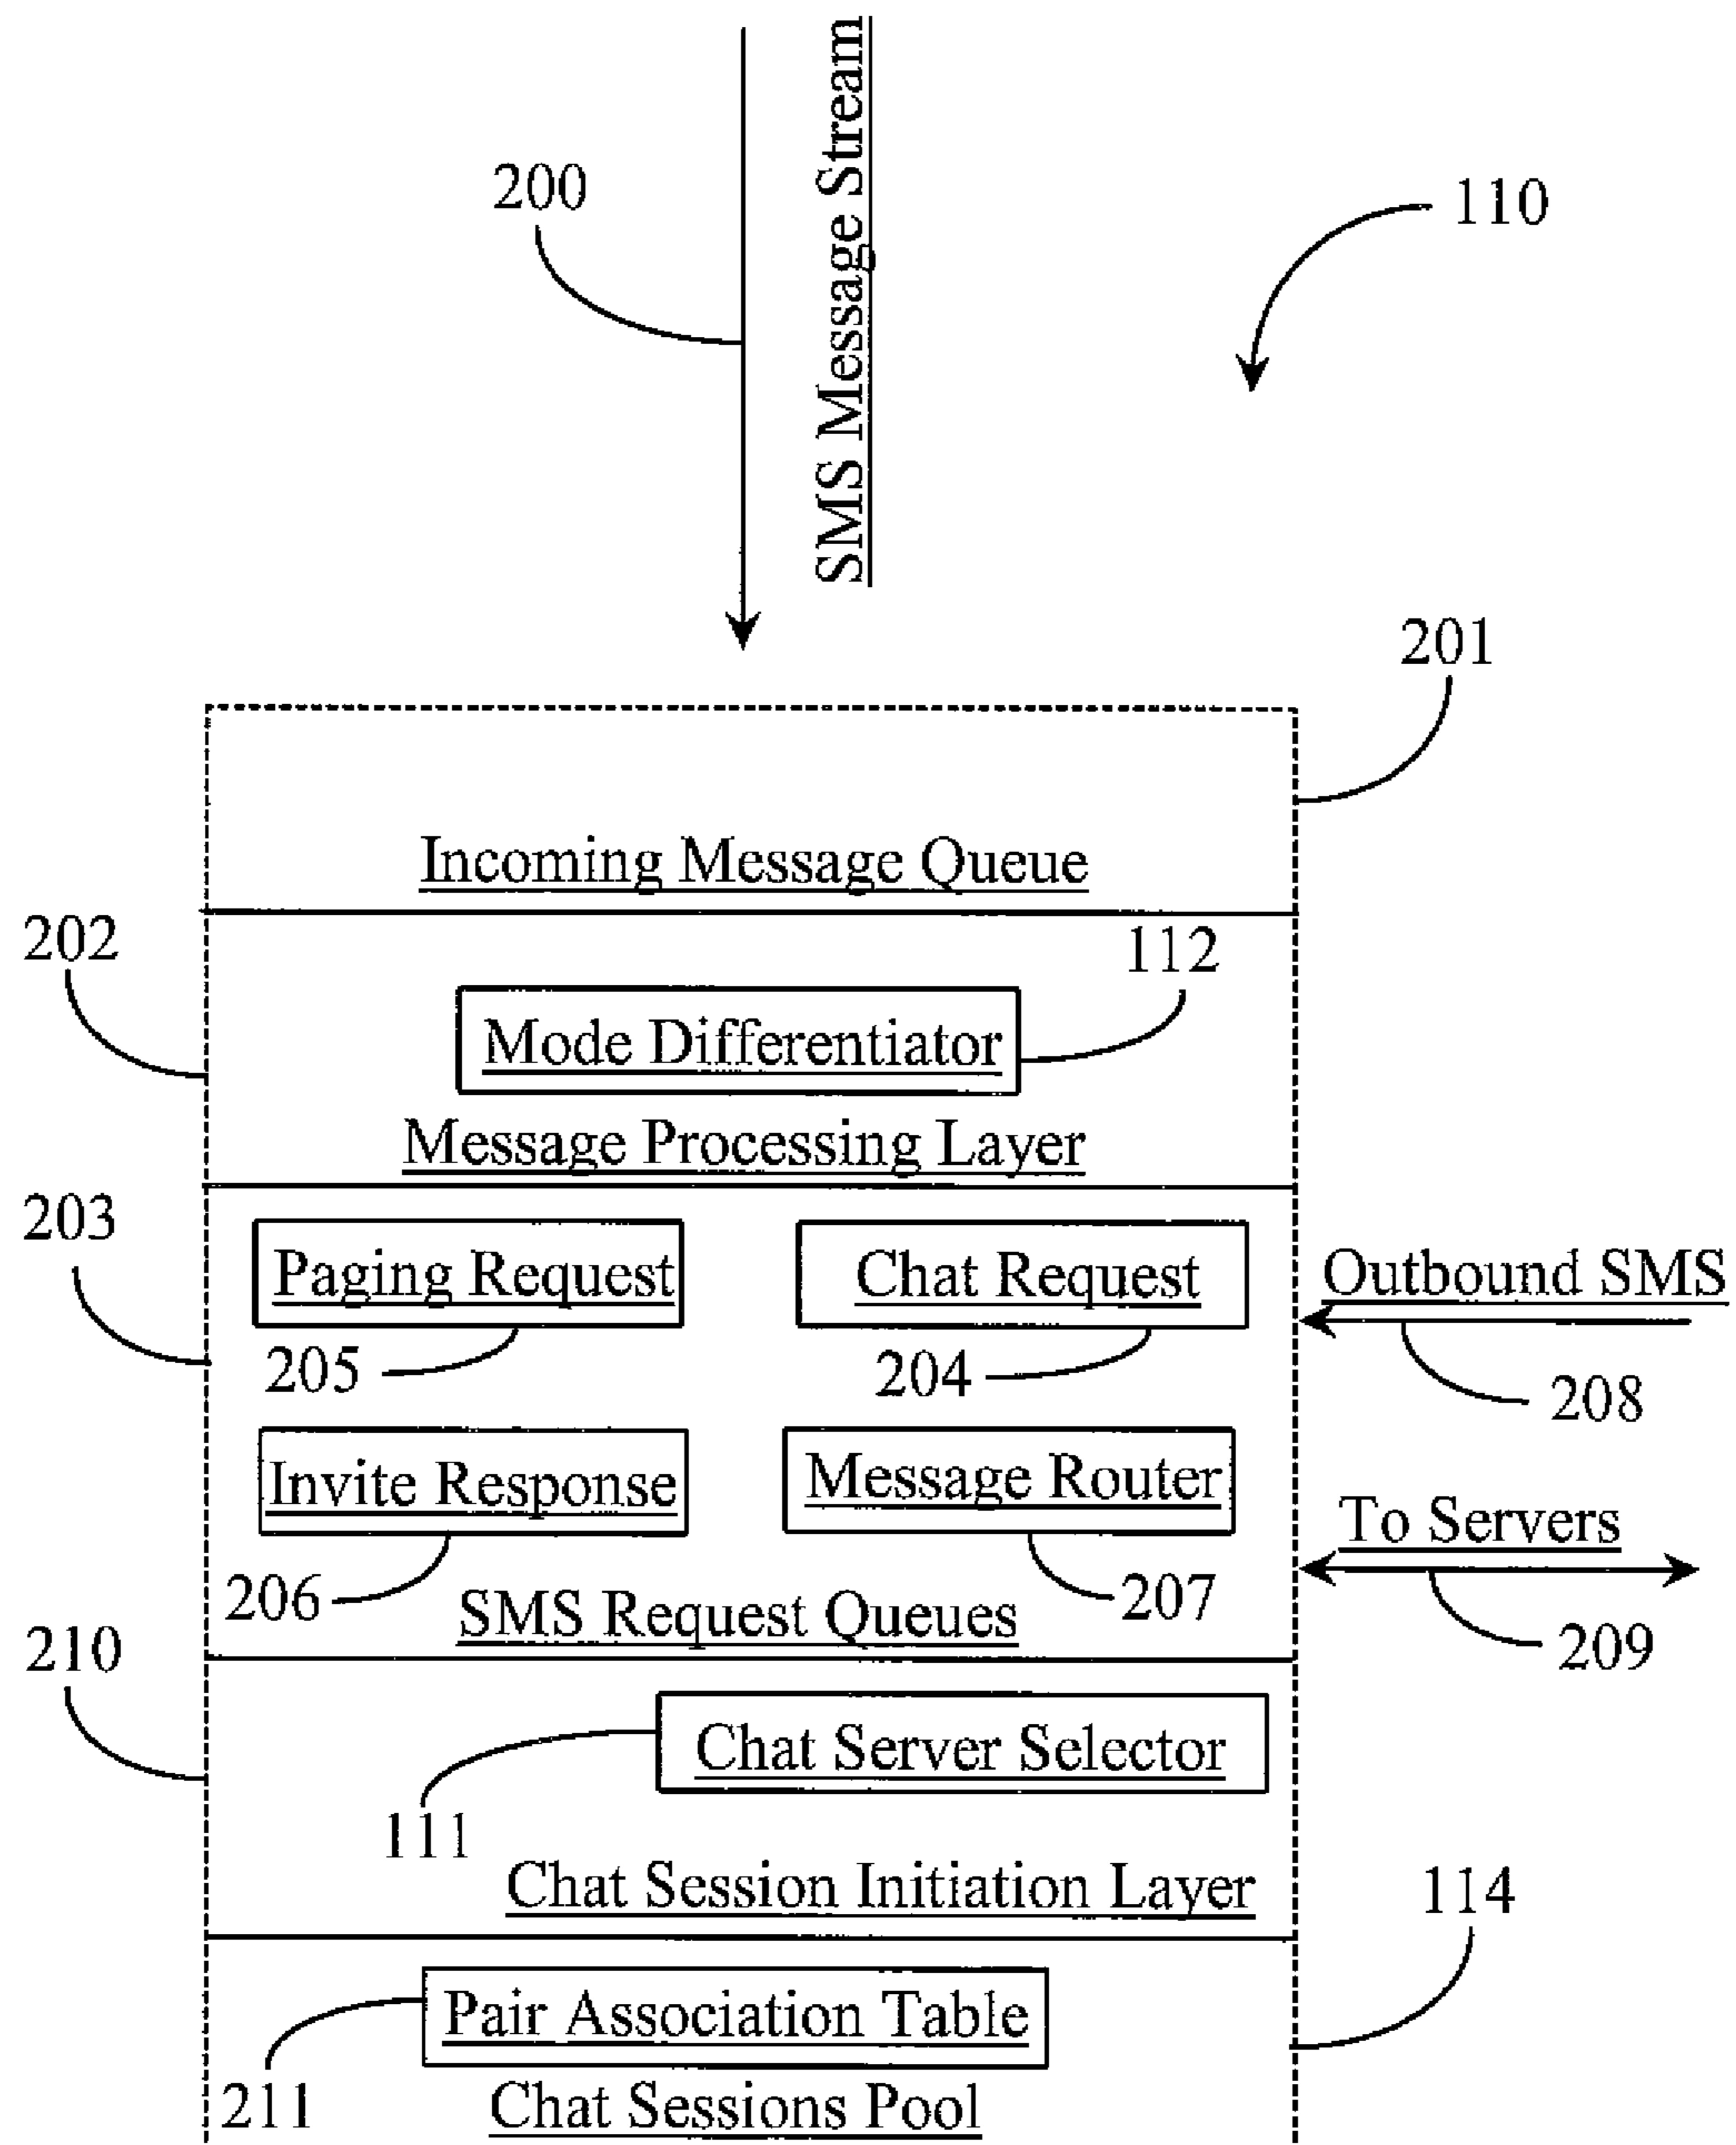 SMS Message Stream
200
110
201
Incoming Message Queue
202
112
Mode Differentiator
Message Processing Layer
203
Paging Request
Chat Request
Outbound SMS
205
204
208
Invite Response
Message Router
To Servers
206
207
SMS Request Queues
209
210
Chat Server Selector
111
Chat Session Initiation Layer
114
Pair Association Table
211
Chat Sessions Pool